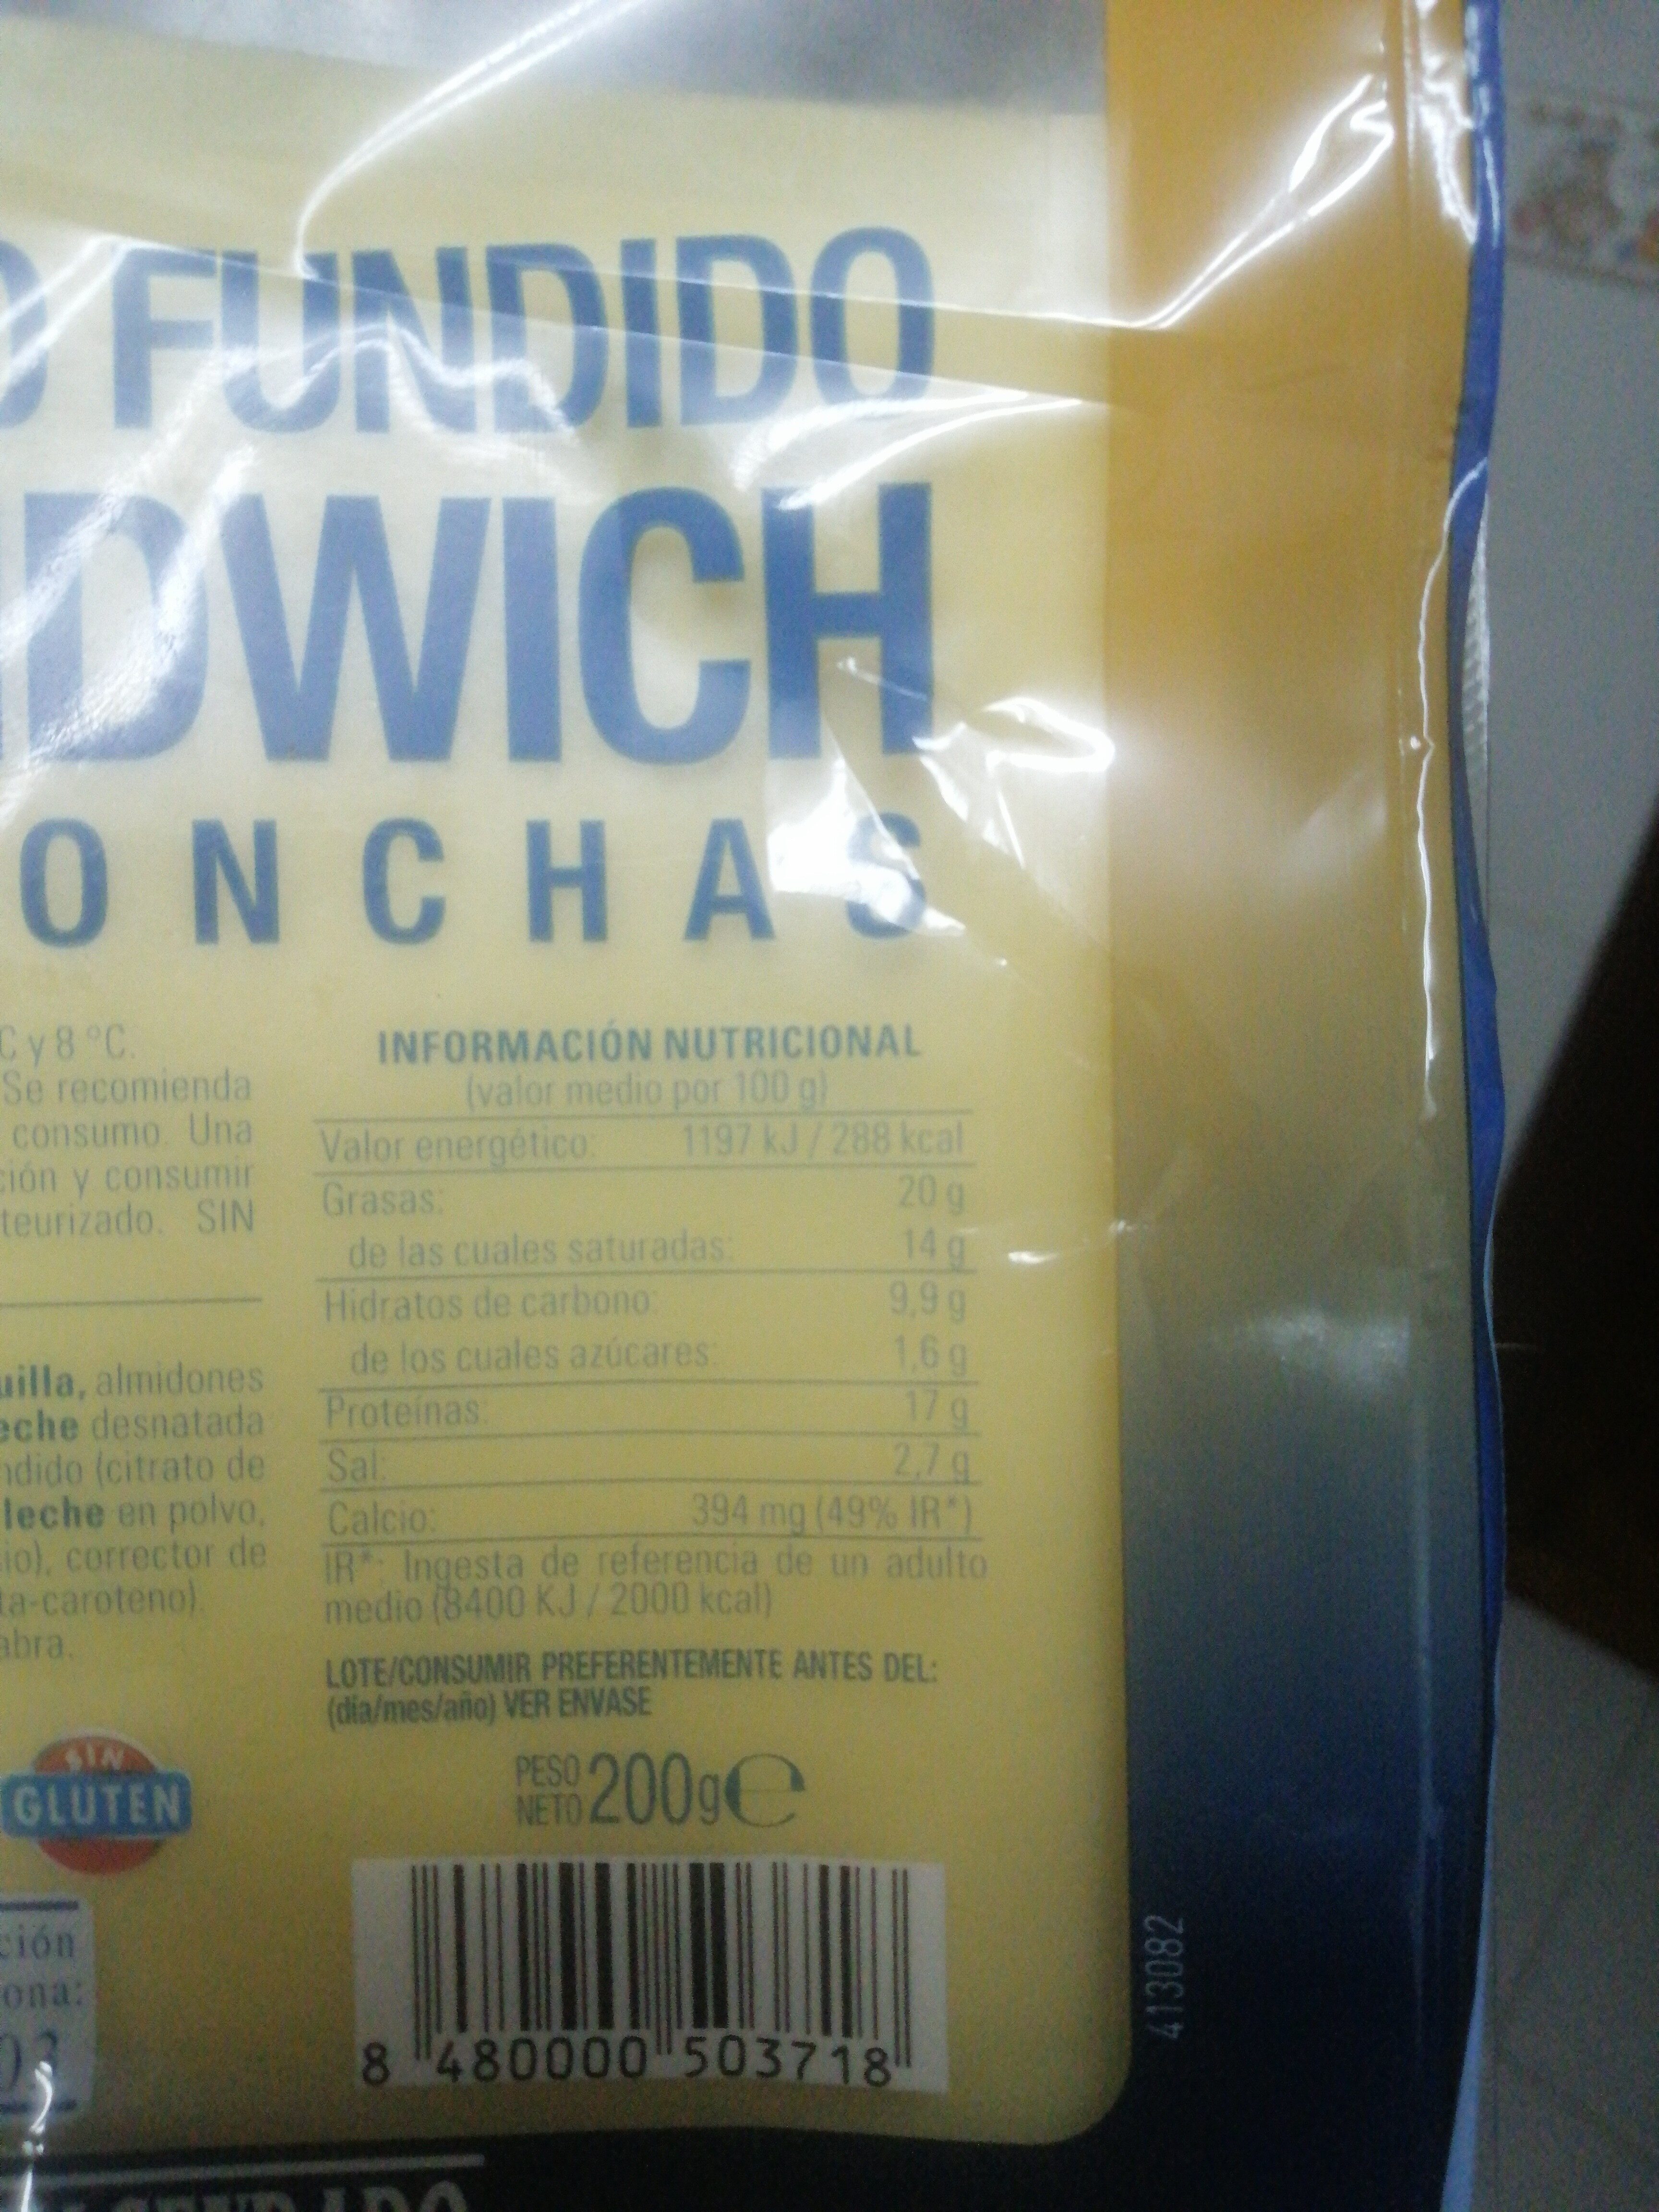 FUNDIDO
DWICH
ONCHAS
C y 8 °C.
Se recomienda
consumo. Una
ción y consumir
teurizado. SIN
uilla, almidones
eche desnatada
ndido (citrato de
leche en polvo,
io), corrector de
ta-caroteno).
abra.
INFORMACIÓN NUTRICIONAL
(valor medio por 100 g)
Valor energético: 1197 kJ / 288 kcal
Grasas: 20 g
de las cuales saturadas: 14 g
Hidratos de carbono: 9,9 g
de los cuales azúcares: 1,6 g
Proteínas: 17 g
Sal: 2,7 g
Calcio: 394 mg (49% IR*)
IR*: Ingesta de referencia de un adulto
medio (8400 KJ / 2000 kcal)
LOTE/CONSUMIR PREFERENTEMENTE ANTES DEL:
(día/mes/año) VER ENVASE
SIN
GLUTEN
PESO
NETO 200g℮
ción
ona:
03
8 480000 503718
413082